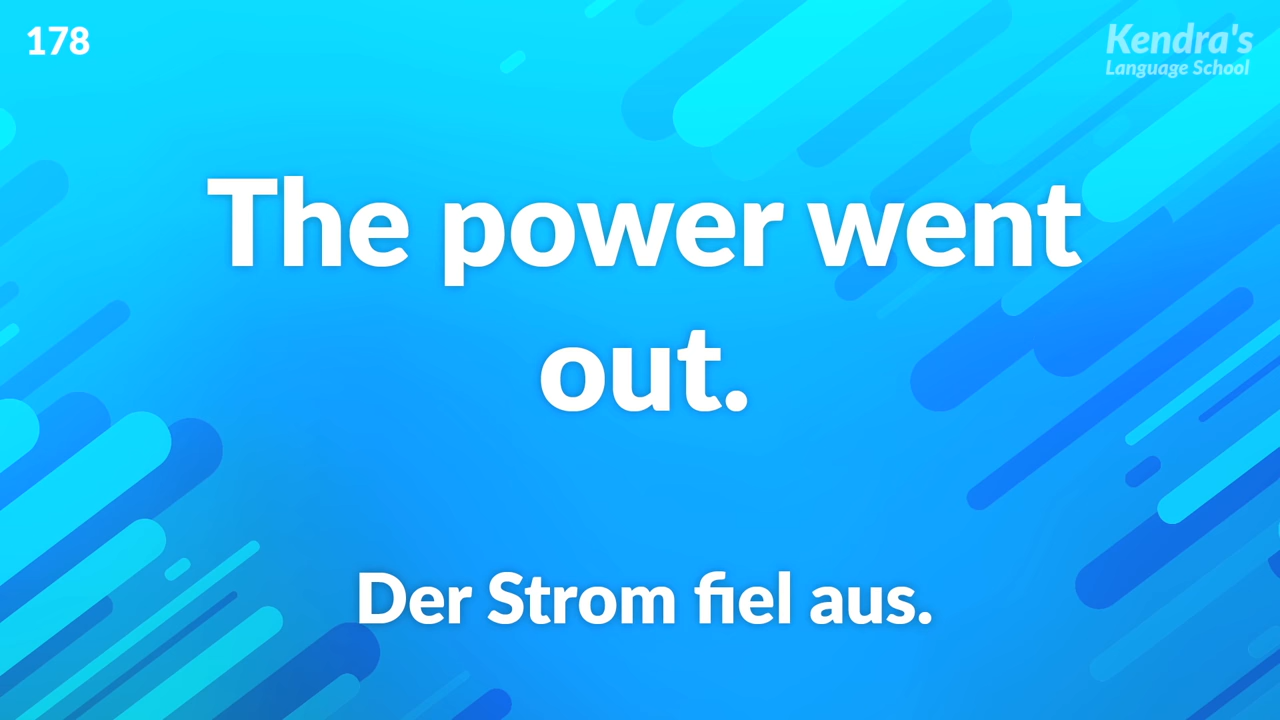 178
Kendra's
Language School
The power went
out.
Der Strom fiel aus.